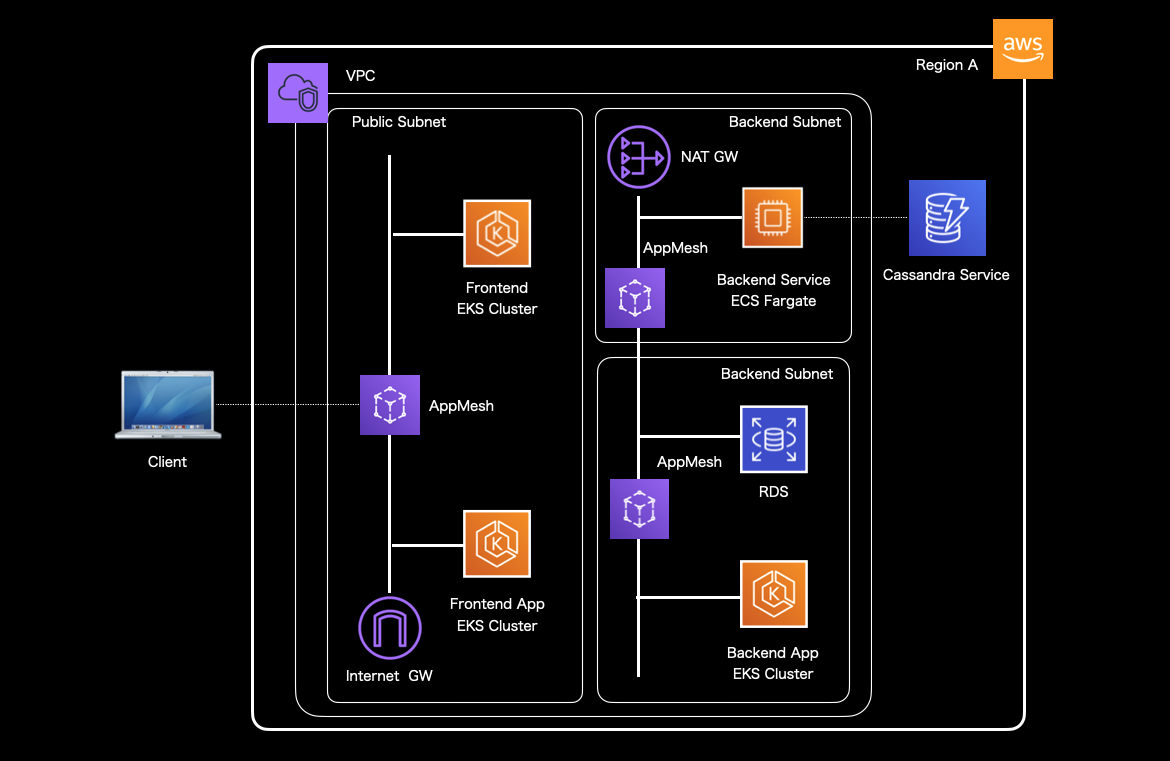 aws
Region A
VPC
Public Subnet
Frontend
EKS Cluster
AppMesh
Client
Frontend App
EKS Cluster
Internet GW
Backend Subnet
NAT GW
AppMesh
Backend Service
ECS Fargate
Cassandra Service
Backend Subnet
AppMesh
RDS
Backend App
EKS Cluster
K
K
K